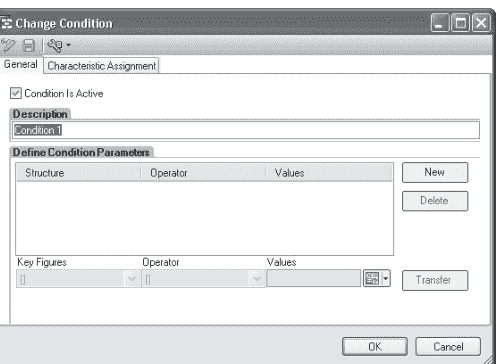 Change Condition
General Characteristic Assignment
Condition Is Active
Description
Condition 1
Define Condition Parameters
Structure Operator Values New
Delete
Key Figures Operator Values
[] [] Transfer
OK Cancel